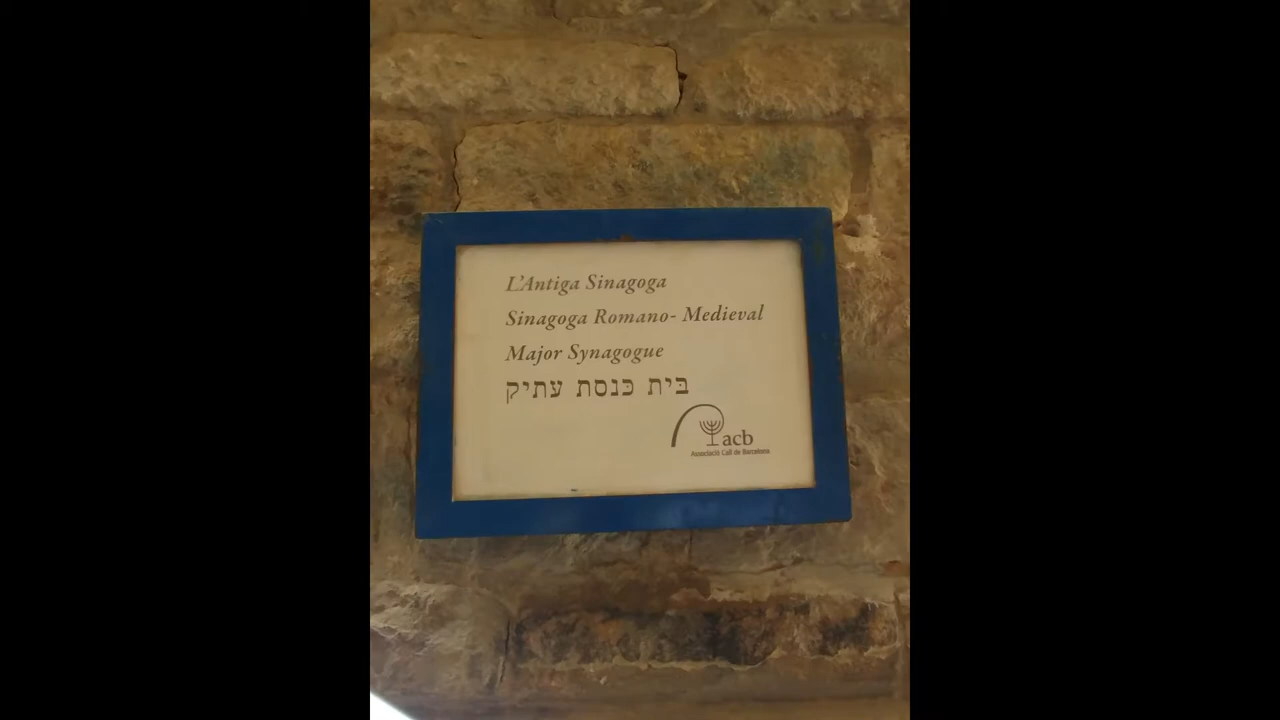 L'Antiga Sinagoga
Sinagoga Romano- Medieval
Major Synagogue
בית כנסת עתיק
acb
Associació Call de Barcelona